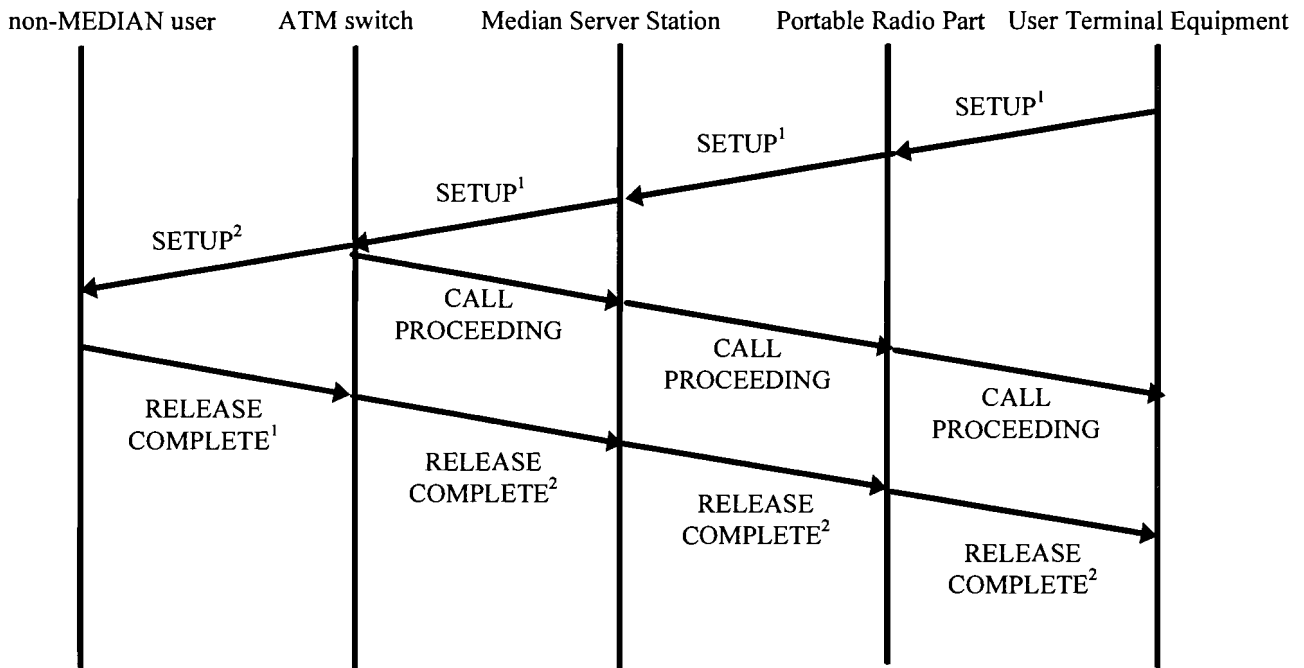 non-MEDIAN user
ATM switch
Median Server Station
Portable Radio Part
User Terminal Equipment
SETUP¹
SETUP¹
SETUP¹
SETUP²
CALL
PROCEEDING
CALL
PROCEEDING
CALL
PROCEEDING
RELEASE
COMPLETE¹
RELEASE
COMPLETE²
RELEASE
COMPLETE²
RELEASE
COMPLETE²